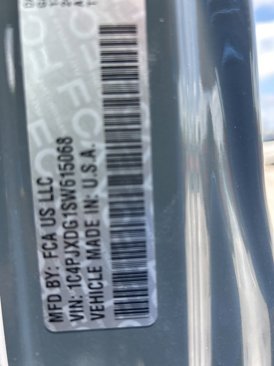 MFD BY: FCA US LLC
VIN: 1C4PJXDG1SW615068
VEHICLE MADE IN: U.S.A.